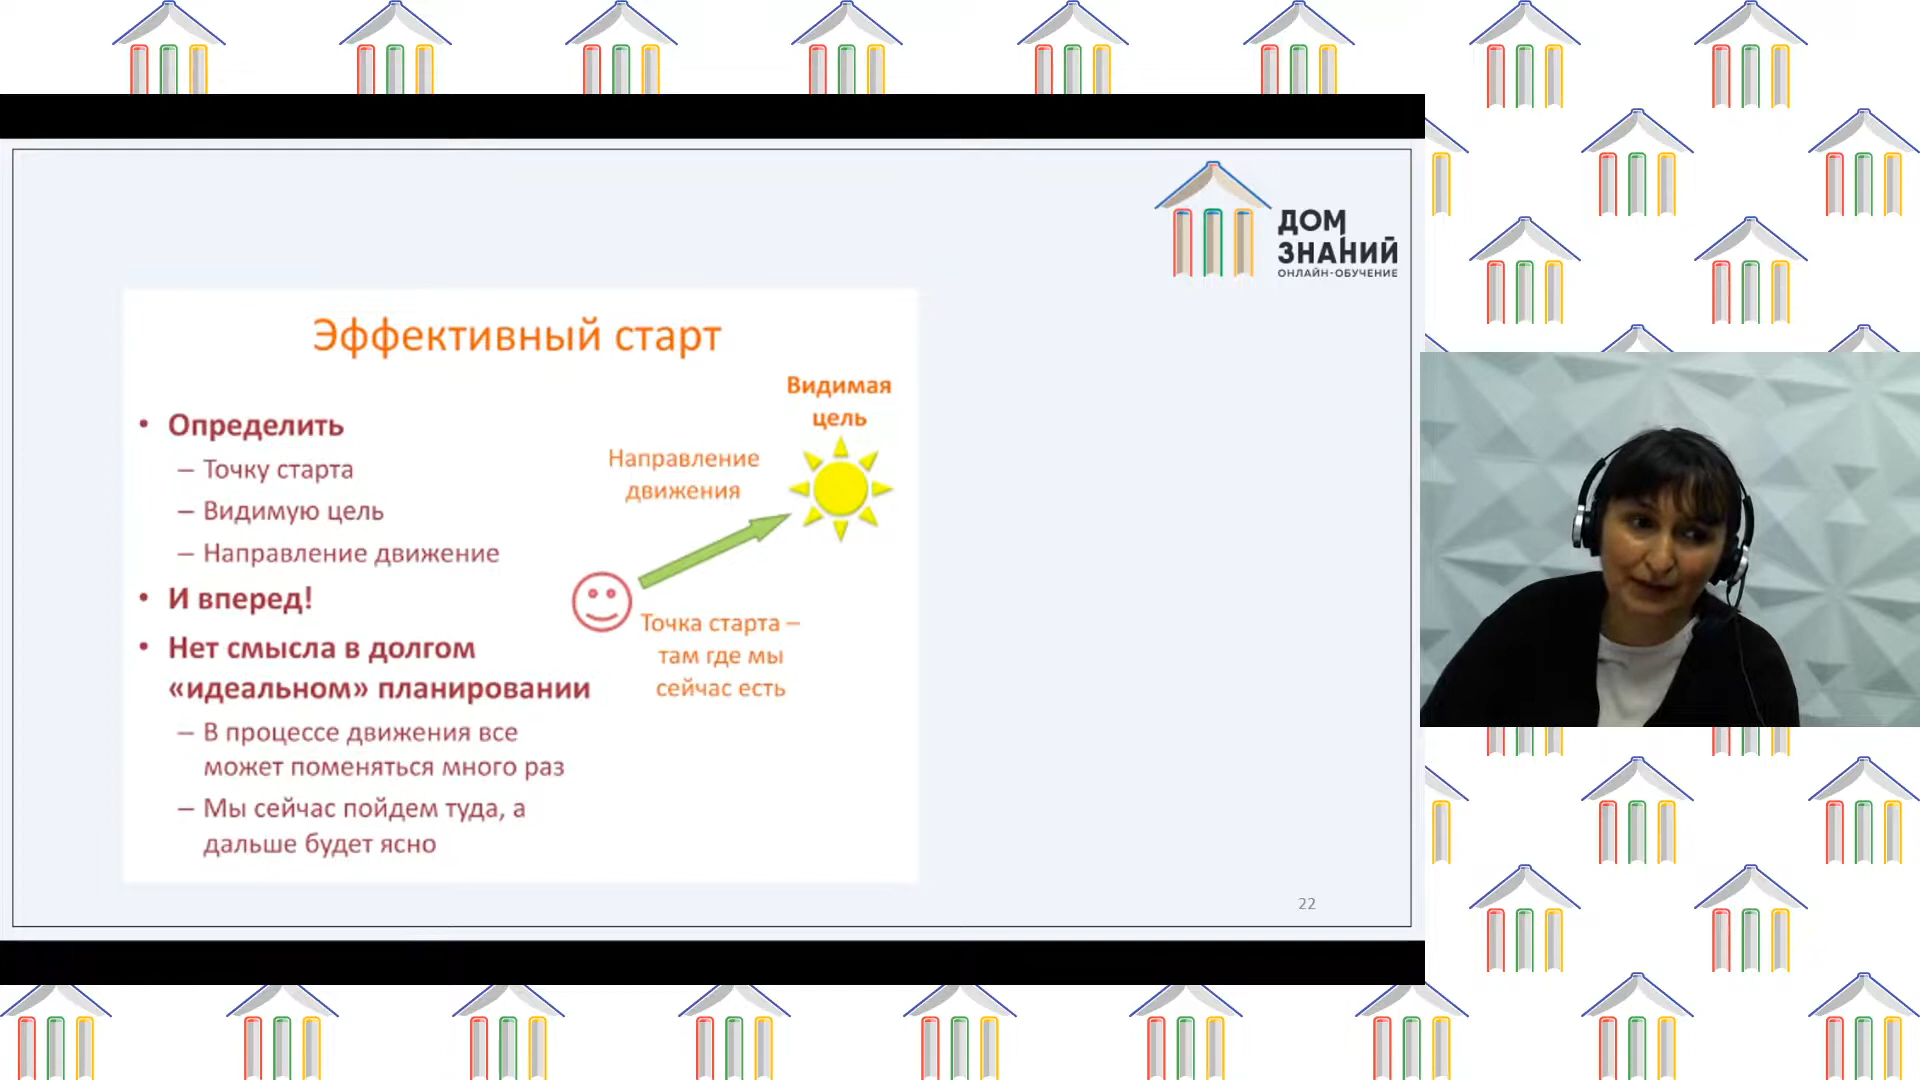 ДОМ
ЗНАНИЙ
ОНЛАЙН-ОБУЧЕНИЕ
Эффективный старт
• Определить
– Точку старта
– Видимую цель
– Направление движение
• И вперед!
• Нет смысла в долгом
«идеальном» планировании
– В процессе движения все
может поменяться много раз
– Мы сейчас пойдем туда, а
дальше будет ясно
Видимая
цель
Направление
движения
Точка старта –
там где мы
сейчас есть
22